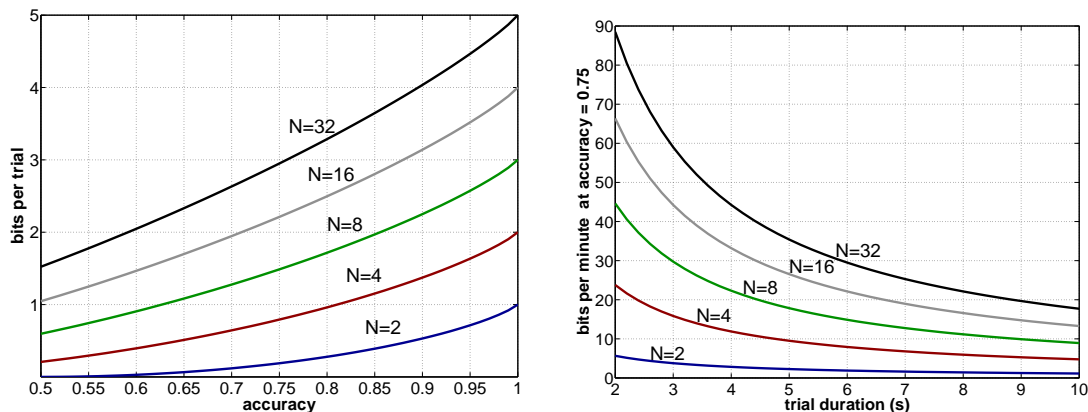 5
4
3
2
1
bits per trial
N=32
N=16
N=8
N=4
N=2
0.5 0.55 0.6 0.65 0.7 0.75 0.8 0.85 0.9 0.95 1
accuracy
90
80
70
60
50
40
30
20
10
0
bits per minute at accuracy = 0.75
N=32
N=16
N=8
N=4
N=2
2 3 4 5 6 7 8 9 10
trial duration (s)